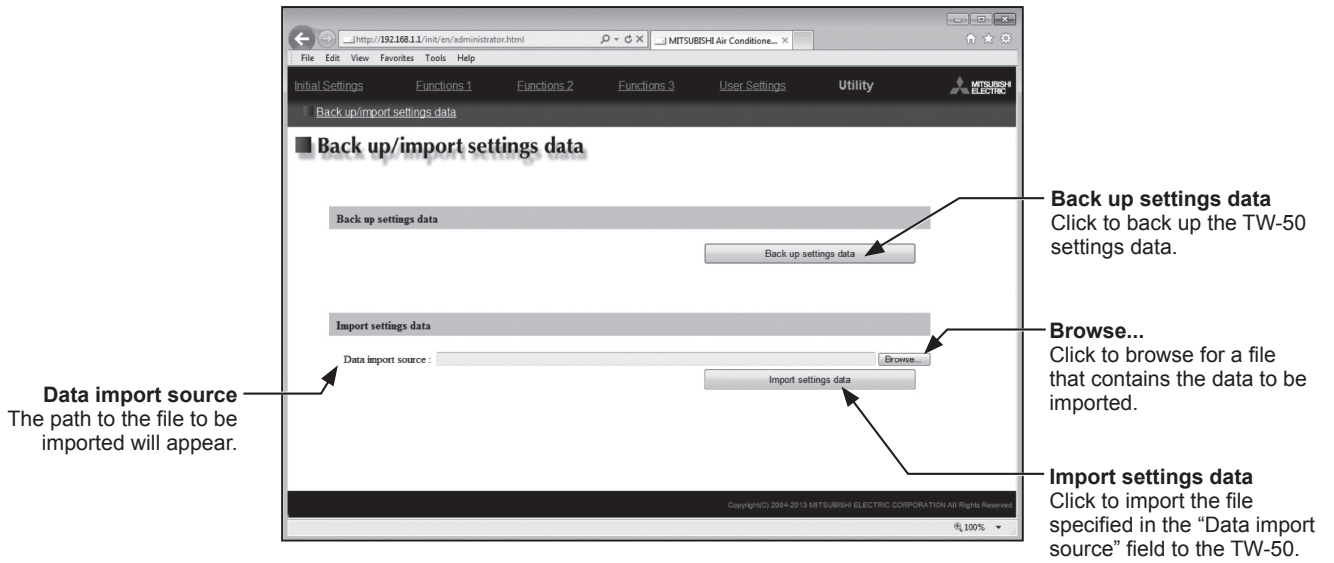 http://192.168.1.1/init/en/administrator.html
MITSUBISHI Air Conditione...
File Edit View Favorites Tools Help
Initial Settings Functions 1 Functions 2 Functions 3 User Settings Utility MITSUBISHI ELECTRIC
Back up/import settings data
Back up/import settings data
Back up settings data
Back up settings data
Back up settings data
Click to back up the TW-50
settings data.
Import settings data
Data import source :
Browse...
Import settings data
Browse...
Click to browse for a file
that contains the data to be
imported.
Data import source
The path to the file to be
imported will appear.
Import settings data
Click to import the file
specified in the “Data import
source” field to the TW-50.
Copyright(C) 2004-2013 MITSUBISHI ELECTRIC CORPORATION All Rights Reserved
100%